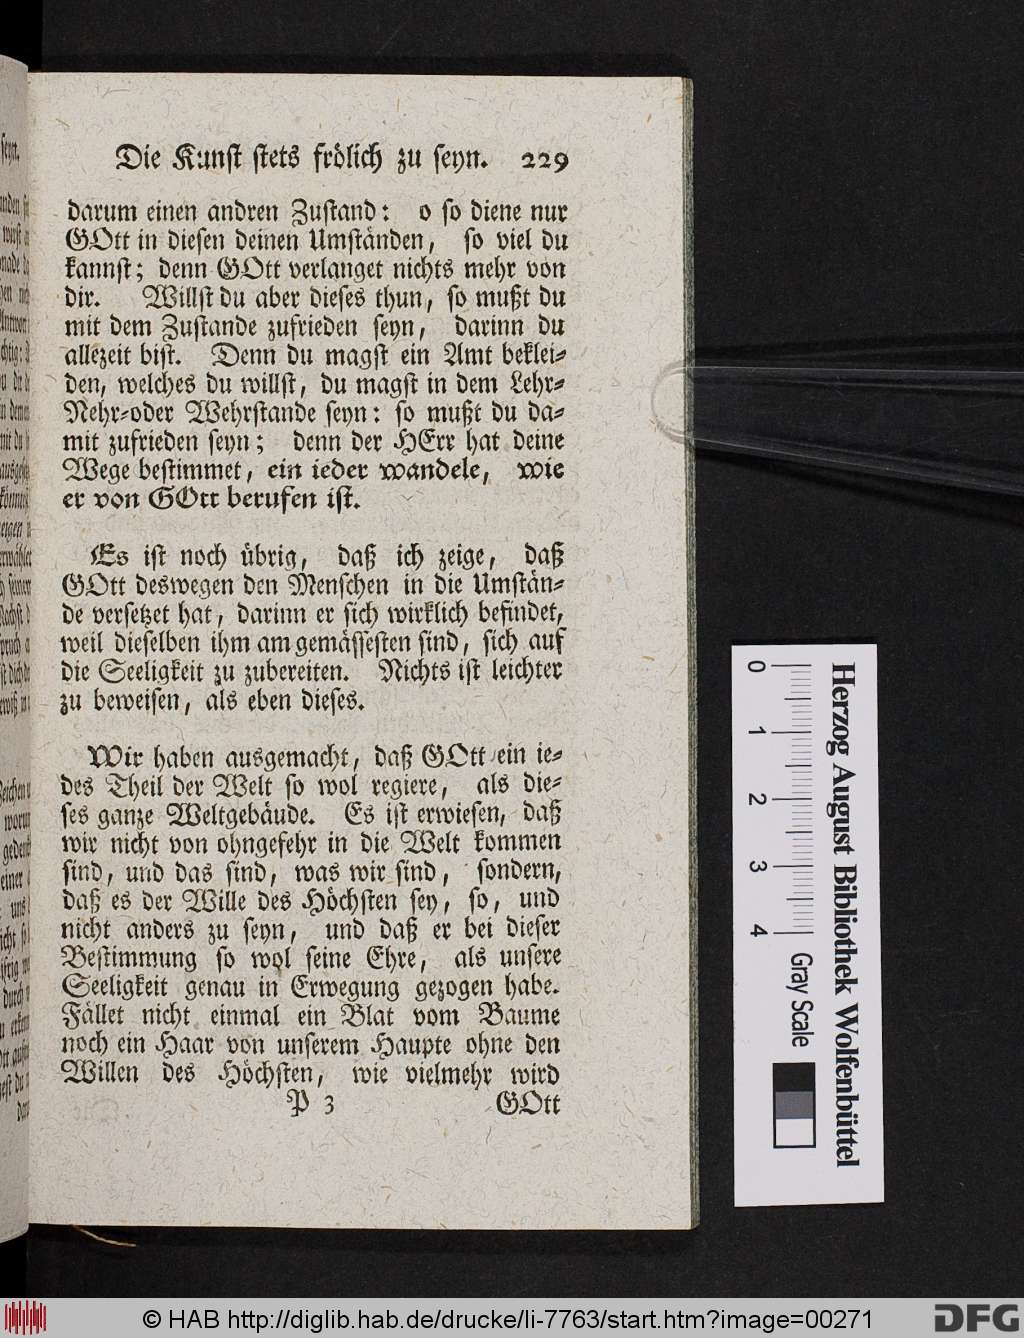 Die Kunst stets frölich zu seyn. 229
darum einen andren Zustand: o so diene nur
GOtt in diesen deinen Umständen, so viel du
kannst; denn GOtt verlanget nichts mehr von
dir. Willst du aber dieses thun, so mußt du
mit dem Zustande zufrieden seyn, darinn du
allezeit bist. Denn du magst ein Amt beklei-
den, welches du willst, du magst in dem Lehr-
Nehr-oder Wehrstande seyn: so mußt du da-
mit zufrieden seyn; denn der HErr hat deine
Wege bestimmet, ein ieder wandele, wie
er von GOtt berufen ist.
Es ist noch übrig, daß ich zeige, daß
GOtt deswegen den Menschen in die Umstän-
de versetzet hat, darinn er sich wirklich befindet,
weil dieselben ihm am gemässesten sind, sich auf
die Seeligkeit zu zubereiten. Nichts ist leichter
zu beweisen, als eben dieses.
Wir haben ausgemacht, daß GOtt ein ie-
des Theil der Welt so wol regiere, als die-
ses ganze Weltgebäude. Es ist erwiesen, daß
wir nicht von ohngefehr in die Welt kommen
sind, und das sind, was wir sind, sondern,
daß es der Wille des Höchsten sey, so, und
nicht anders zu seyn, und daß er bei dieser
Bestimmung so wol seine Ehre, als unsere
Seeligkeit genau in Erwegung gezogen habe.
Fället nicht einmal ein Blat vom Baume
noch ein Haar von unserem Haupte ohne den
Willen des Höchsten, wie vielmehr wird
P 3 GOtt
0 1 2 3 4
Gray Scale
Herzog August Bibliothek Wolfenbüttel
© HAB http://diglib.hab.de/drucke/li-7763/start.htm?image=00271
DFG